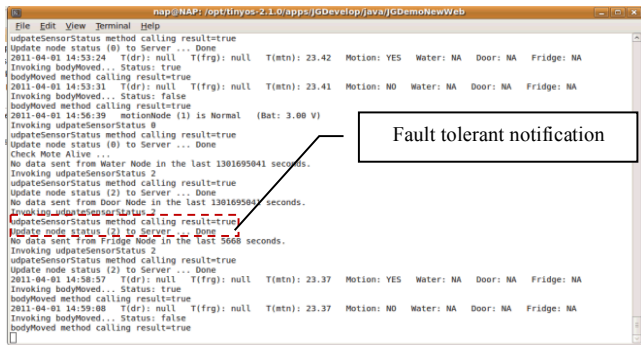 nap@NAP: /opt/tinyos-2.1.0/apps/JGDevelop/java/JGDemoNewWeb
File Edit View Terminal Help
udpateSensorStatus method calling result=true
Update node status (0) to Server ... Done
2011-04-01 14:53:24 T(dr): null T(frg): null T(mtn): 23.42 Motion: YES Water: NA Door: NA Fridge: NA
Invoking bodyMoved... Status: true
bodyMoved method calling result=true
2011-04-01 14:53:31 T(dr): null T(frg): null T(mtn): 23.41 Motion: NO Water: NA Door: NA Fridge: NA
Invoking bodyMoved... Status: false
bodyMoved method calling result=true
2011-04-01 14:56:39 motionNode (1) is Normal (Bat: 3.00 V)
Invoking udpateSensorStatus 0
udpateSensorStatus method calling result=true
Update node status (0) to Server ... Done
Check Mote Alive ...
No data sent from Water Node in the last 1301695041 seconds.
Invoking udpateSensorStatus 2
udpateSensorStatus method calling result=true
Update node status (2) to Server ... Done
No data sent from Door Node in the last 1301695041 seconds.
Invoking udpateSensorStatus 2
udpateSensorStatus method calling result=true
Update node status (2) to Server ... Done
No data sent from Fridge Node in the last 5668 seconds.
Invoking udpateSensorStatus 2
udpateSensorStatus method calling result=true
Update node status (2) to Server ... Done
2011-04-01 14:58:57 T(dr): null T(frg): null T(mtn): 23.37 Motion: YES Water: NA Door: NA Fridge: NA
Invoking bodyMoved... Status: true
bodyMoved method calling result=true
2011-04-01 14:59:08 T(dr): null T(frg): null T(mtn): 23.37 Motion: NO Water: NA Door: NA Fridge: NA
Invoking bodyMoved... Status: false
bodyMoved method calling result=true
Fault tolerant notification